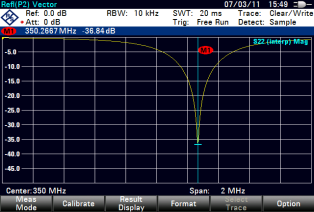 Refl(P2) Vector 07/03/11 15:49
Ref: 0.0 dB RBW: 10 kHz SWT: 20 ms Trace: Clear/Write
• Att: 0 dB Trig: Free Run Detect: Sample
M1 350.2667 MHz -36.84 dB
S22 (Interp) Mag
M1
-5.0
-10.0
-15.0
-20.0
-25.0
-30.0
-35.0
-40.0
-45.0
Center: 350 MHz Span: 2 MHz
Meas Mode Calibrate Result Display Format Select Trace Option